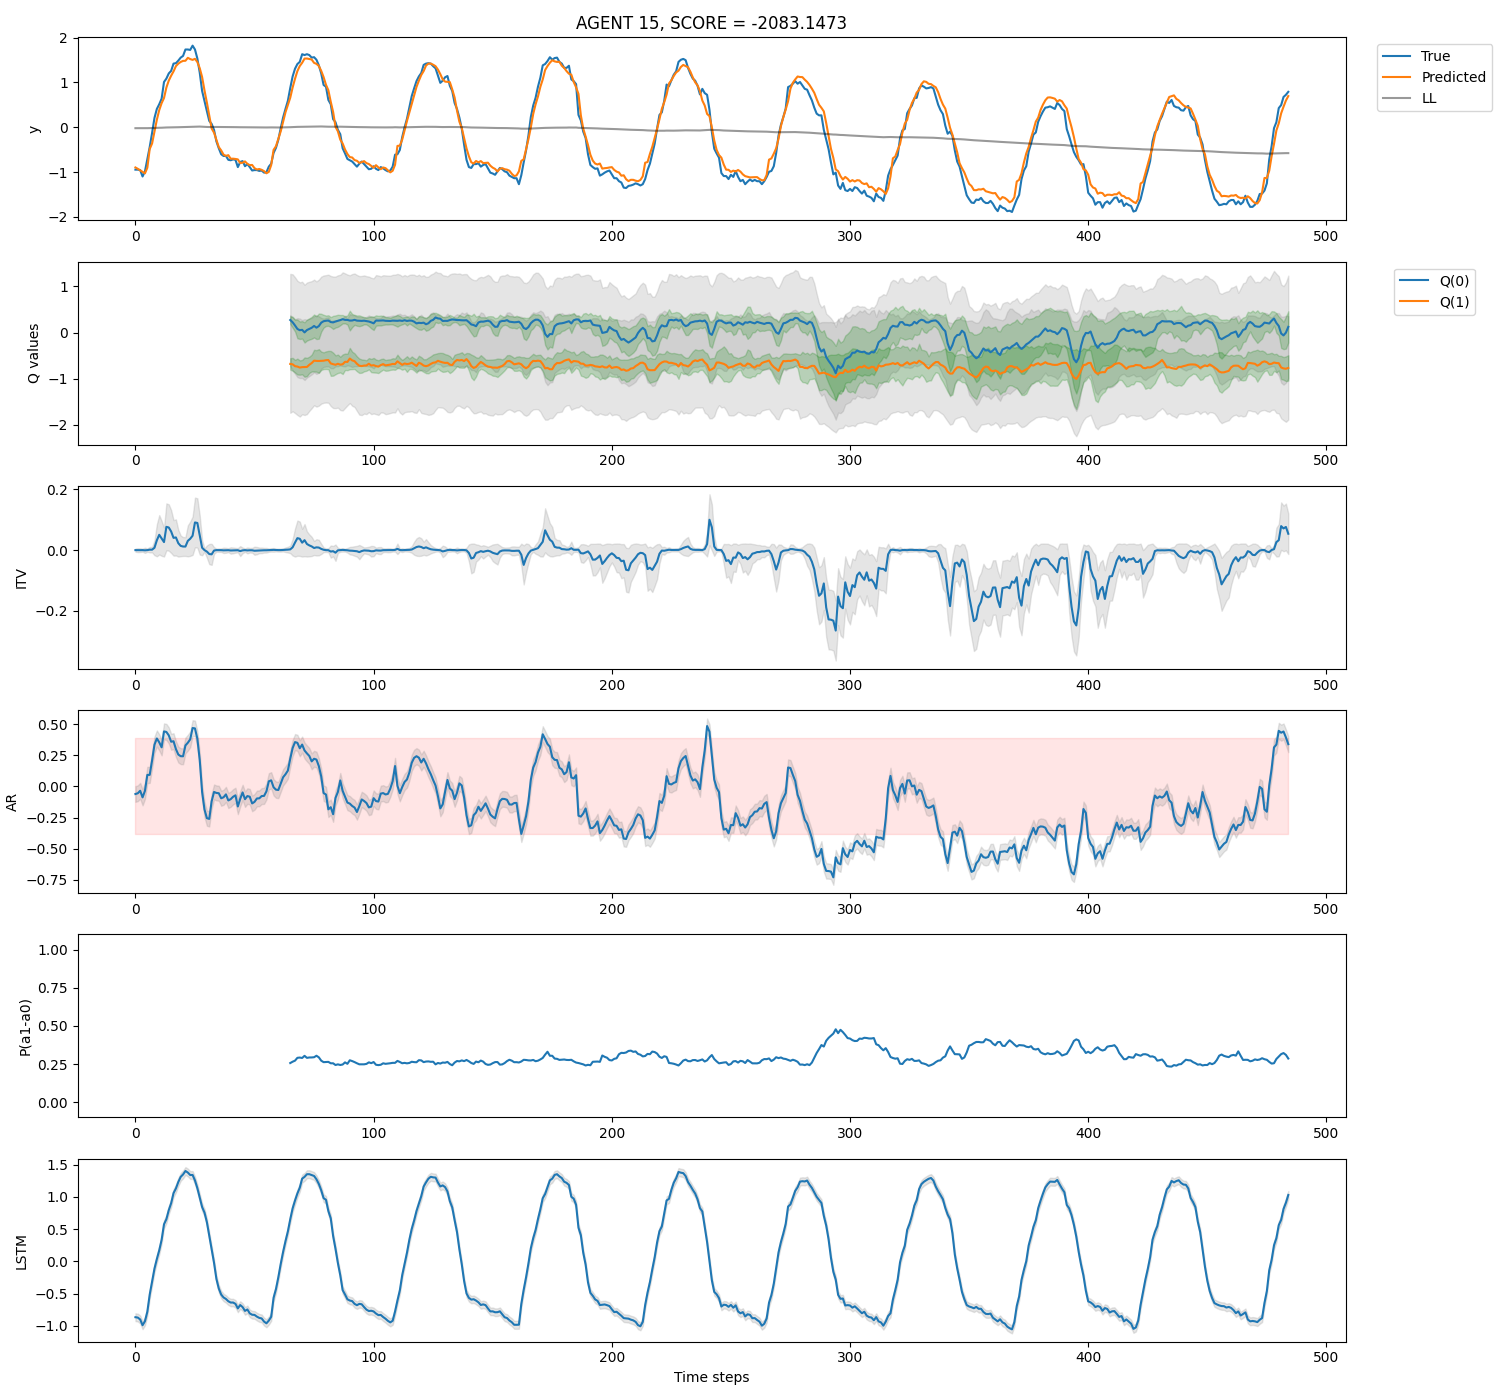 AGENT 15, SCORE = -2083.1473
2
1
0
−1
−2
y
0 100 200 300 400 500
True
Predicted
LL
1
0
−1
−2
Q values
0 100 200 300 400 500
Q(0)
Q(1)
0.2
0.0
−0.2
ITV
0 100 200 300 400 500
0.50
0.25
0.00
−0.25
−0.50
−0.75
AR
0 100 200 300 400 500
1.00
0.75
0.50
0.25
0.00
P(a1-a0)
0 100 200 300 400 500
1.5
1.0
0.5
0.0
−0.5
−1.0
LSTM
0 100 200 300 400 500
Time steps